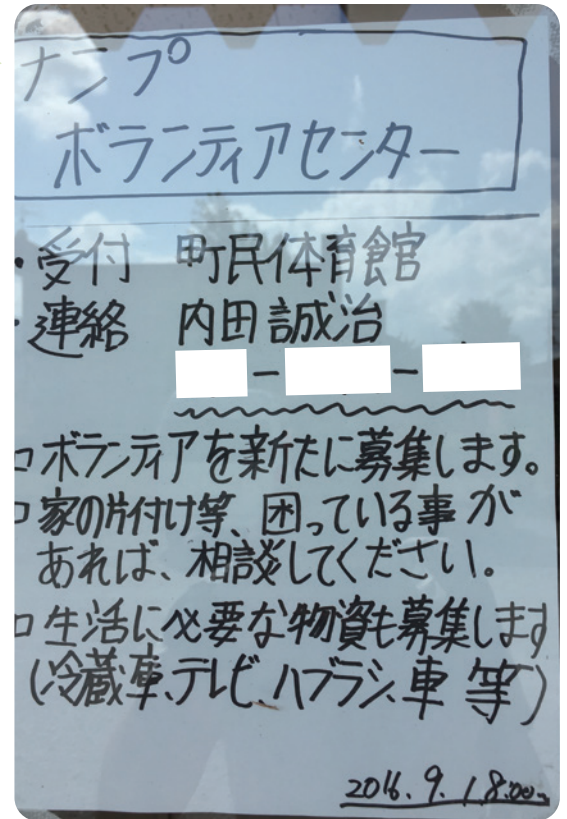 ナンプ
ボランティアセンター
・受付 町民体育館
・連絡 内田誠治
— —
□ボランティアを新たに募集します。
□家の片付け等、困っている事が
あれば、相談してください。
□生活に必要な物資も募集します
(冷蔵庫、テレビ、ハブラシ、車 等)
2016.9.1 8:00~